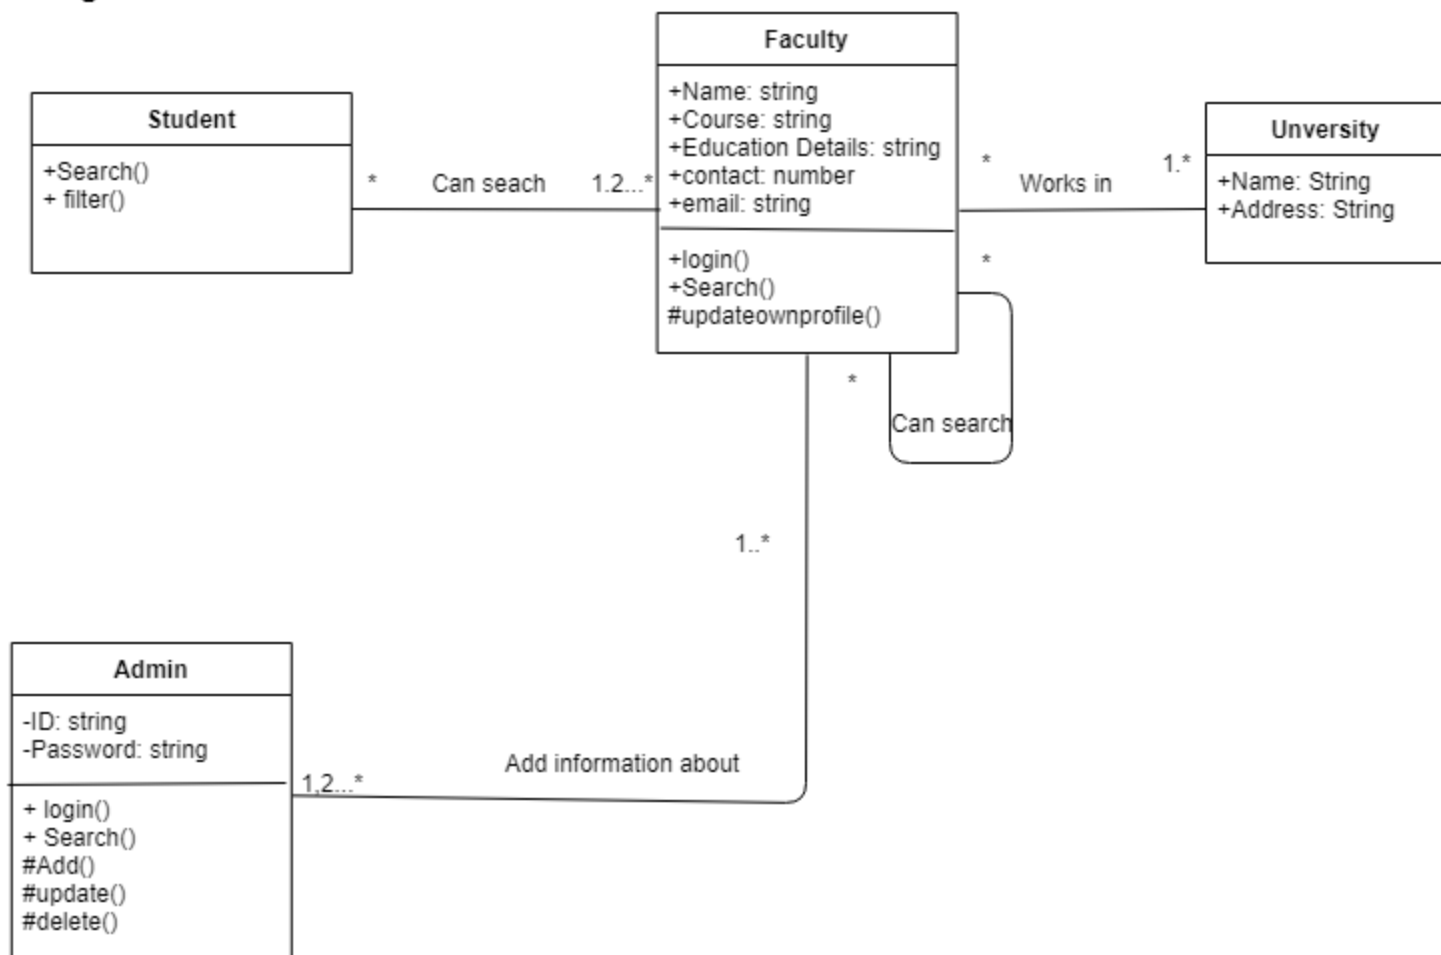 Faculty
+Name: string
+Course: string
+Education Details: string
+contact: number
+email: string
+login()
+Search()
#updateownprofile()
Student
+Search()
+ filter()
* Can seach 1.2...*
* Works in 1.*
Unversity
+Name: String
+Address: String
*
*
Can search
1..*
Admin
-ID: string
-Password: string
+ login()
+ Search()
#Add()
#update()
#delete()
1,2...*
Add information about